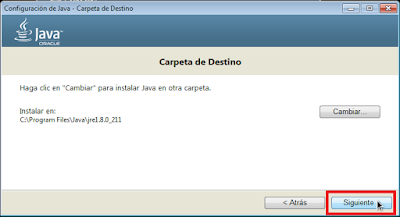 Configuración de Java - Carpeta de Destino
Java
ORACLE
Carpeta de Destino
Haga clic en "Cambiar" para instalar Java en otra carpeta.
Instalar en:
C:\Program Files\Java\jre1.8.0_211
Cambiar...
< Atrás
Siguiente